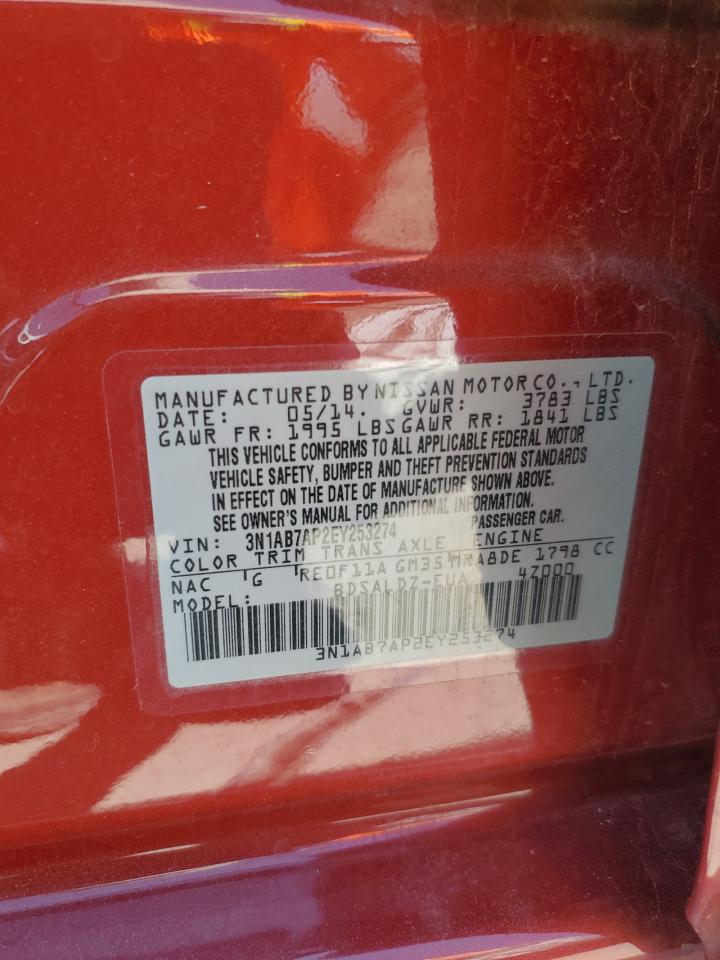 MANUFACTURED BY NISSAN MOTOR CO., LTD.
DATE: 05/14. GVWR: 3783 LBS
GAWR FR: 1995 LBS GAWR RR: 1841 LBS
THIS VEHICLE CONFORMS TO ALL APPLICABLE FEDERAL MOTOR
VEHICLE SAFETY, BUMPER AND THEFT PREVENTION STANDARDS
IN EFFECT ON THE DATE OF MANUFACTURE SHOWN ABOVE.
SEE OWNER'S MANUAL FOR ADDITIONAL INFORMATION.
VIN: 3N1AB7AP2EY253274 PASSENGER CAR.
COLOR TRIM TRANS AXLE ENGINE
NAC G RE0F11A GM35 MRA8DE 1798 CC
MODEL: BDSALDZ-EUA 4Z000
3N1AB7AP2EY253274